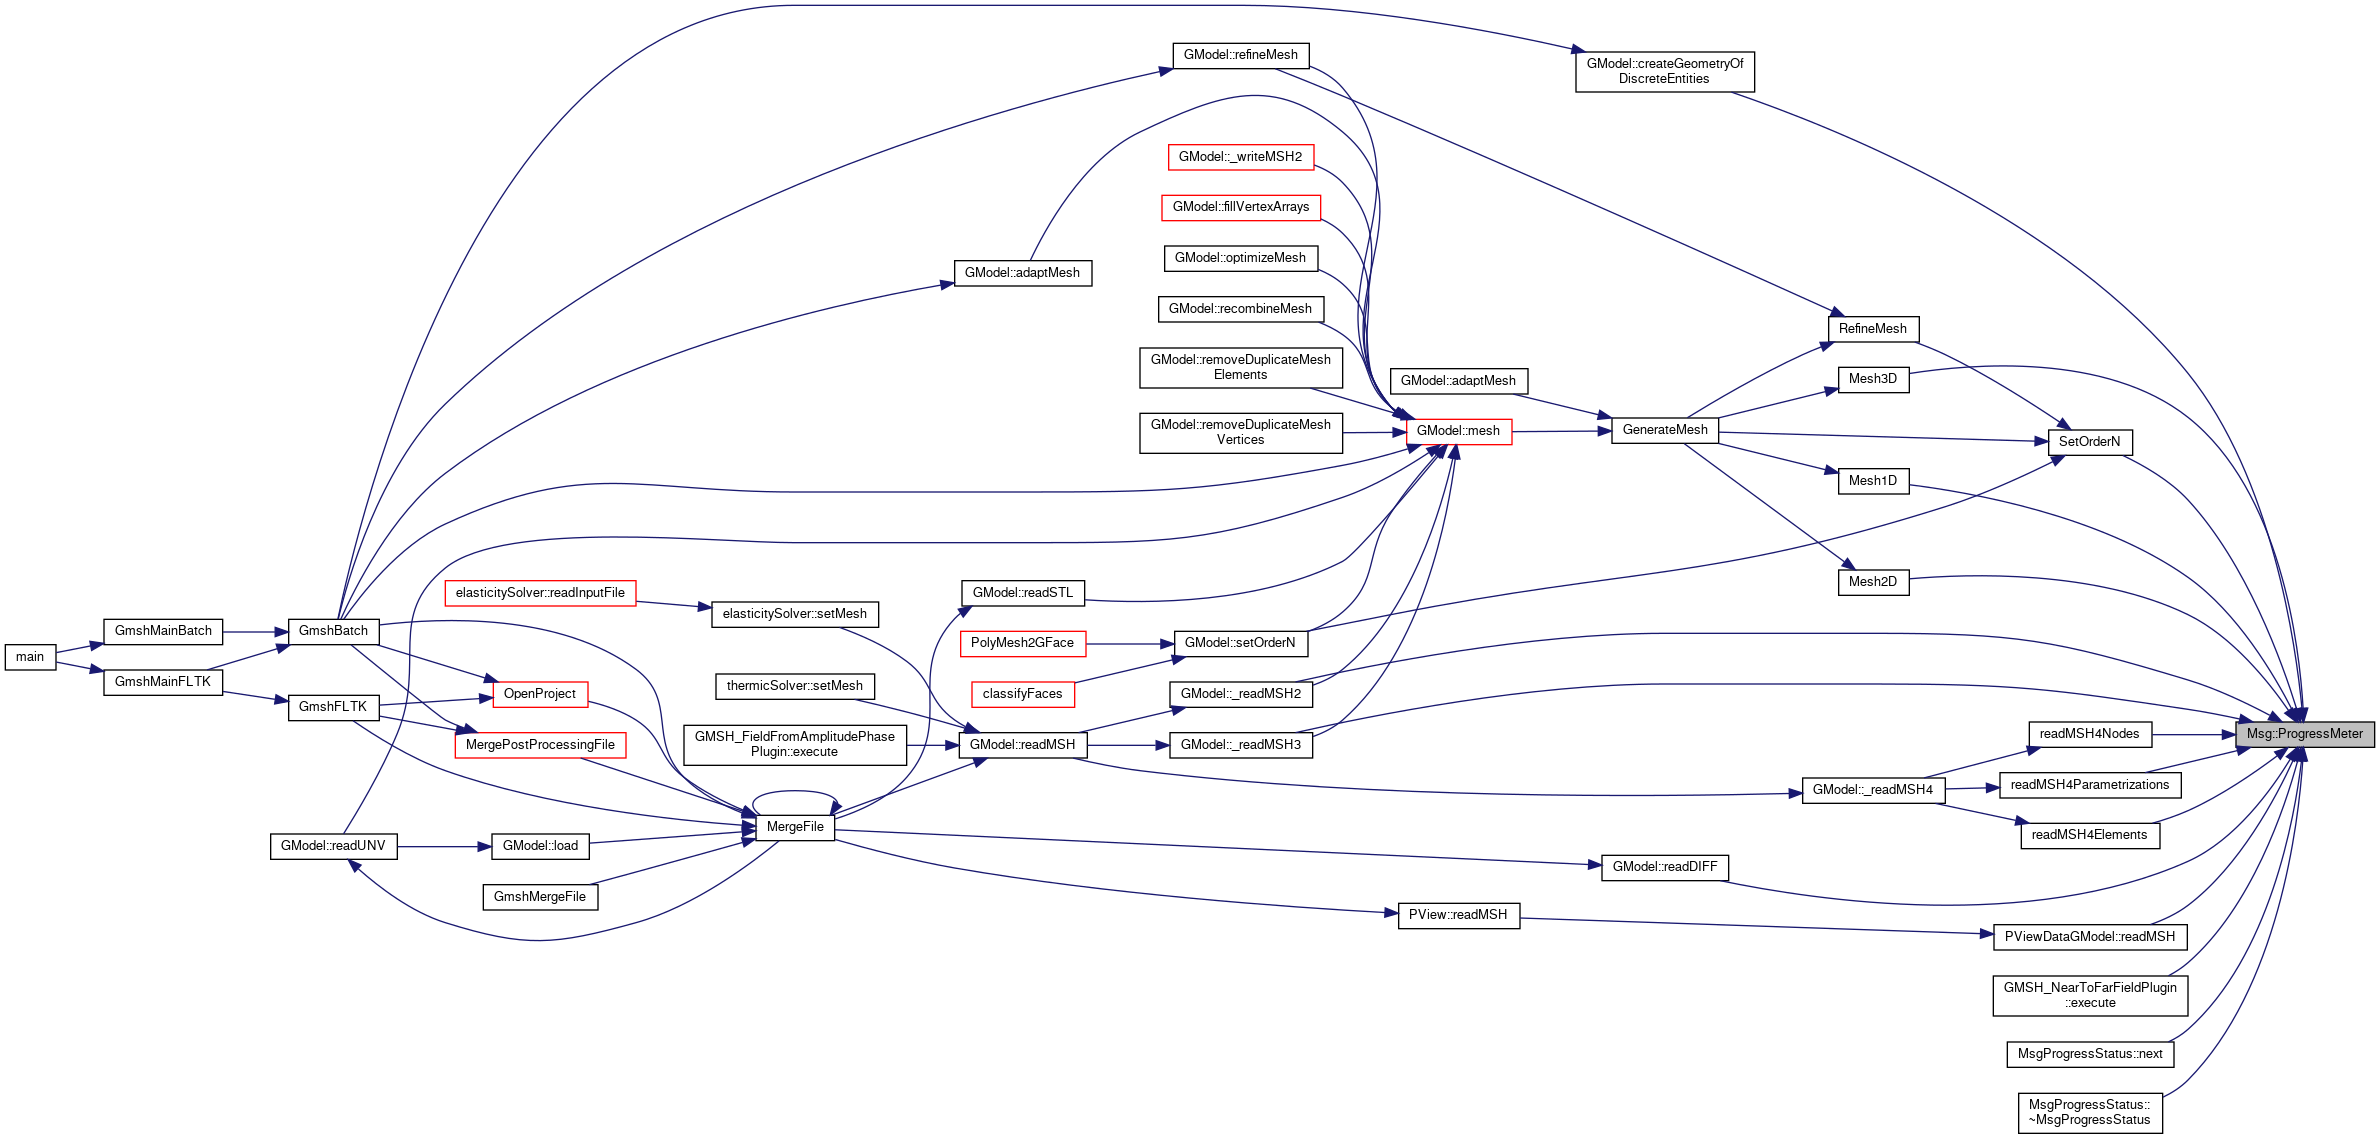 GModel::refineMesh
GModel::createGeometryOf
DiscreteEntities
GModel::_writeMSH2
GModel::fillVertexArrays
GModel::optimizeMesh
GModel::adaptMesh
GModel::recombineMesh
RefineMesh
GModel::removeDuplicateMesh
Elements
GModel::adaptMesh
Mesh3D
GModel::removeDuplicateMesh
Vertices
GModel::mesh
GenerateMesh
SetOrderN
Mesh1D
Mesh2D
elasticitySolver::readInputFile
GModel::readSTL
elasticitySolver::setMesh
GmshMainBatch
GmshBatch
PolyMesh2GFace
GModel::setOrderN
main
GmshMainFLTK
OpenProject
thermicSolver::setMesh
classifyFaces
GModel::_readMSH2
GmshFLTK
MergePostProcessingFile
GMSH_FieldFromAmplitudePhase
Plugin::execute
GModel::readMSH
GModel::_readMSH3
readMSH4Nodes
Msg::ProgressMeter
GModel::_readMSH4
readMSH4Parametrizations
MergeFile
readMSH4Elements
GModel::readUNV
GModel::load
GModel::readDIFF
GmshMergeFile
PView::readMSH
PViewDataGModel::readMSH
GMSH_NearToFarFieldPlugin
::execute
MsgProgressStatus::next
MsgProgressStatus::
~MsgProgressStatus